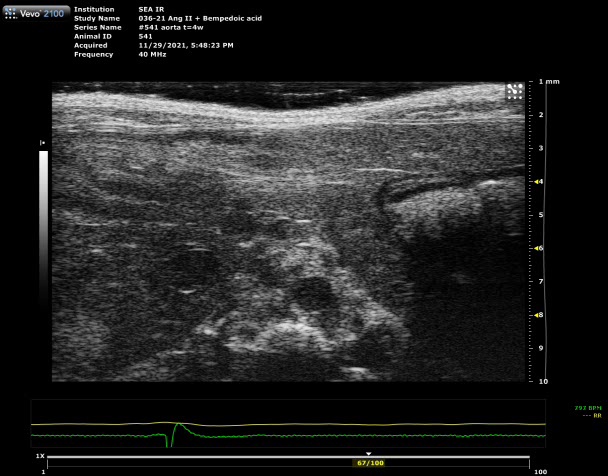 Vevo 2100
Institution SEA IR
Study Name 036-21 Ang II + Bempedoic acid
Series Name #541 aorta t=4w
Animal ID 541
Acquired 11/29/2021, 5:48:23 PM
Frequency 40 MHz
1 mm
2
3
4
5
6
7
8
9
10
292 BPM
--- RR
1X
67/100
1
100